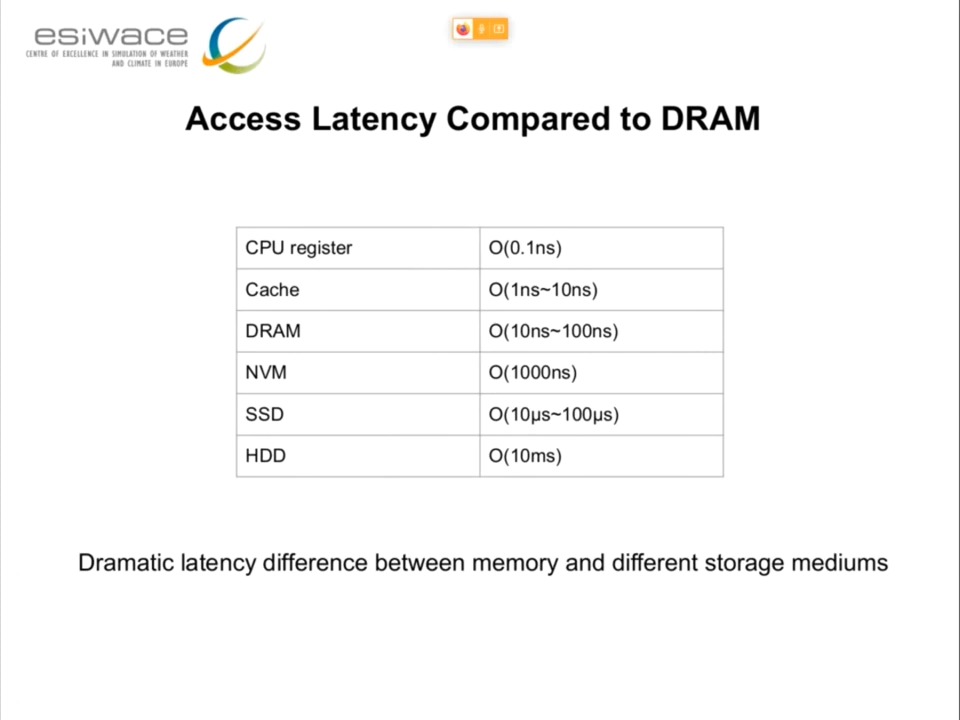 esiwace
CENTRE OF EXCELLENCE IN SIMULATION OF WEATHER
AND CLIMATE IN EUROPE
Access Latency Compared to DRAM
CPU register O(0.1ns)
Cache O(1ns~10ns)
DRAM O(10ns~100ns)
NVM O(1000ns)
SSD O(10µs~100µs)
HDD O(10ms)
Dramatic latency difference between memory and different storage mediums